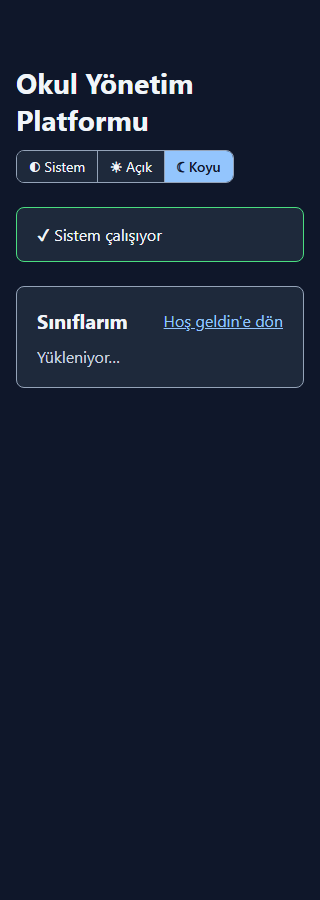 Okul Yönetim
Platformu
◐ Sistem ☀ Açık ☾ Koyu
✓ Sistem çalışıyor
Sınıflarım Hoş geldin'e dön
Yükleniyor...